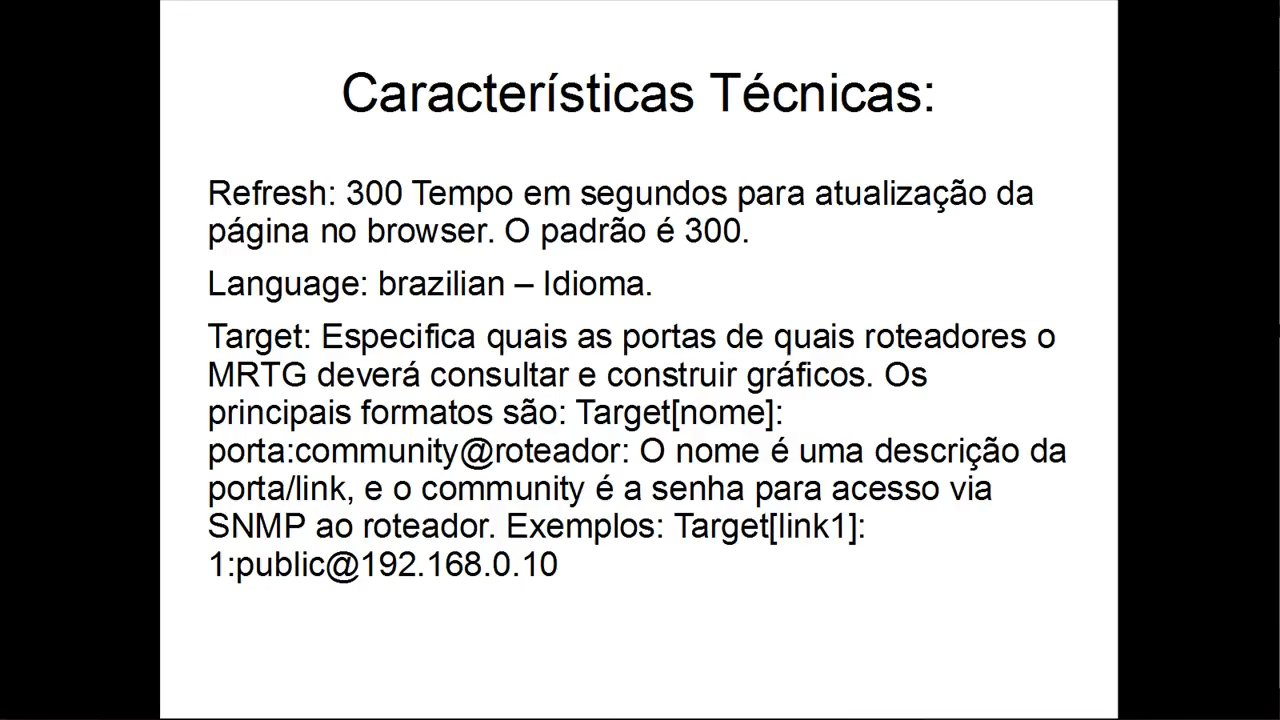 Características Técnicas:
Refresh: 300 Tempo em segundos para atualização da
página no browser. O padrão é 300.
Language: brazilian – Idioma.
Target: Especifica quais as portas de quais roteadores o
MRTG deverá consultar e construir gráficos. Os
principais formatos são: Target[nome]:
porta:community@roteador: O nome é uma descrição da
porta/link, e o community é a senha para acesso via
SNMP ao roteador. Exemplos: Target[link1]:
1:public@192.168.0.10